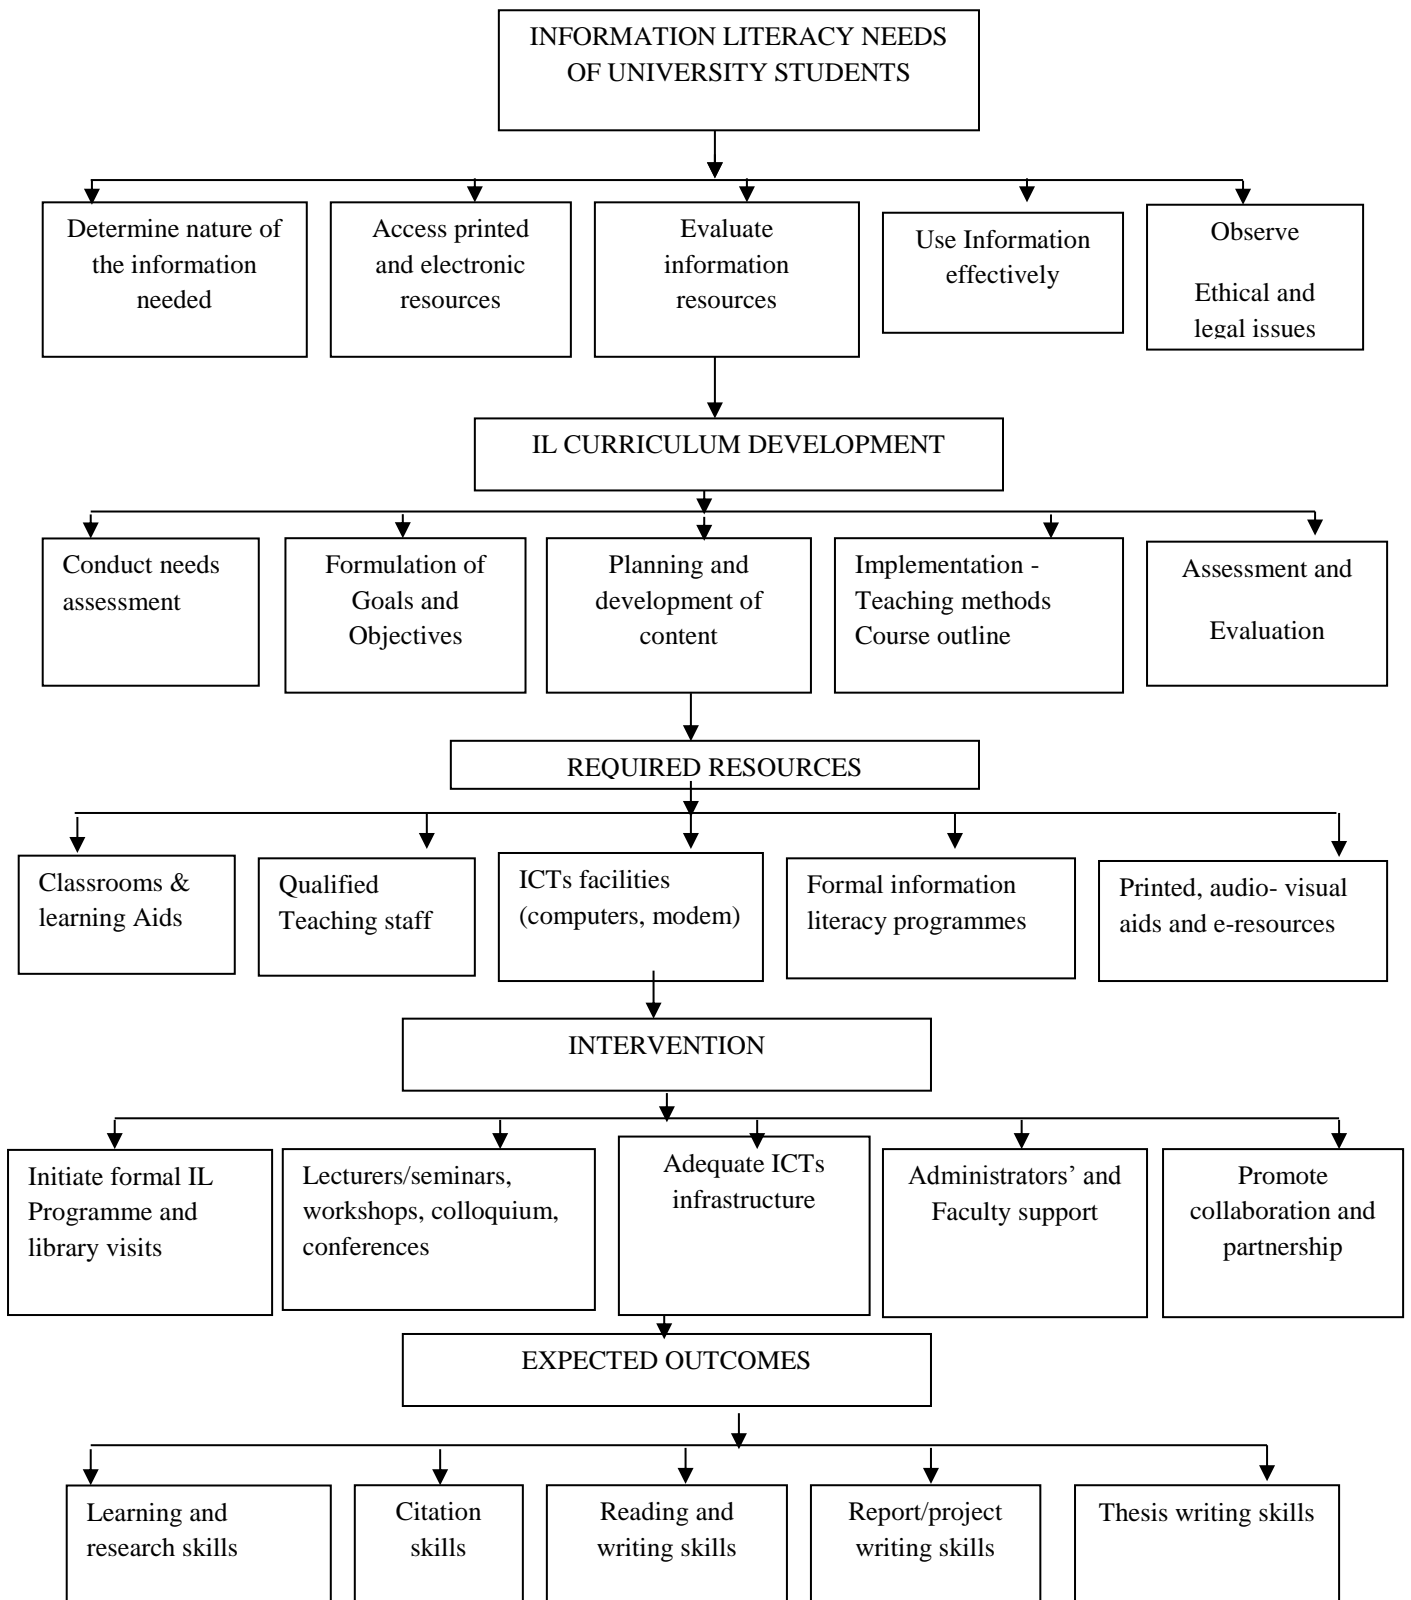 INFORMATION LITERACY NEEDS
OF UNIVERSITY STUDENTS
Determine nature of
the information
needed
Access printed
and electronic
resources
Evaluate
information
resources
Use Information
effectively
Observe
Ethical and
legal issues
IL CURRICULUM DEVELOPMENT
Conduct needs
assessment
Formulation of
Goals and
Objectives
Planning and
development of
content
Implementation -
Teaching methods
Course outline
Assessment and
Evaluation
REQUIRED RESOURCES
Classrooms &
learning Aids
Qualified
Teaching staff
ICTs facilities
(computers, modem)
Formal information
literacy programmes
Printed, audio- visual
aids and e-resources
INTERVENTION
Initiate formal IL
Programme and
library visits
Lecturers/seminars,
workshops, colloquium,
conferences
Adequate ICTs
infrastructure
Administrators’ and
Faculty support
Promote
collaboration and
partnership
EXPECTED OUTCOMES
Learning and
research skills
Citation
skills
Reading and
writing skills
Report/project
writing skills
Thesis writing skills